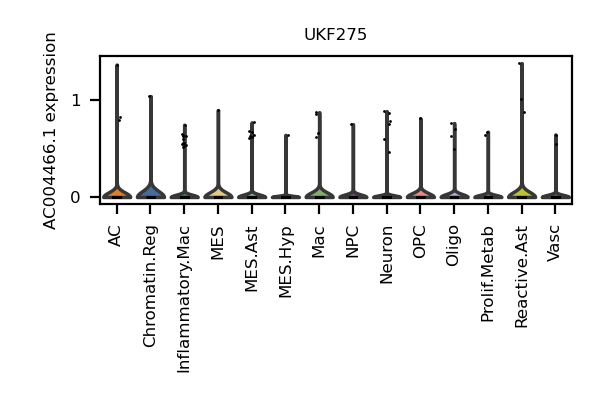 UKF275
AC004466.1 expression
1
0
AC
Chromatin.Reg
Inflammatory.Mac
MES
MES.Ast
MES.Hyp
Mac
NPC
Neuron
OPC
Oligo
Prolif.Metab
Reactive.Ast
Vasc